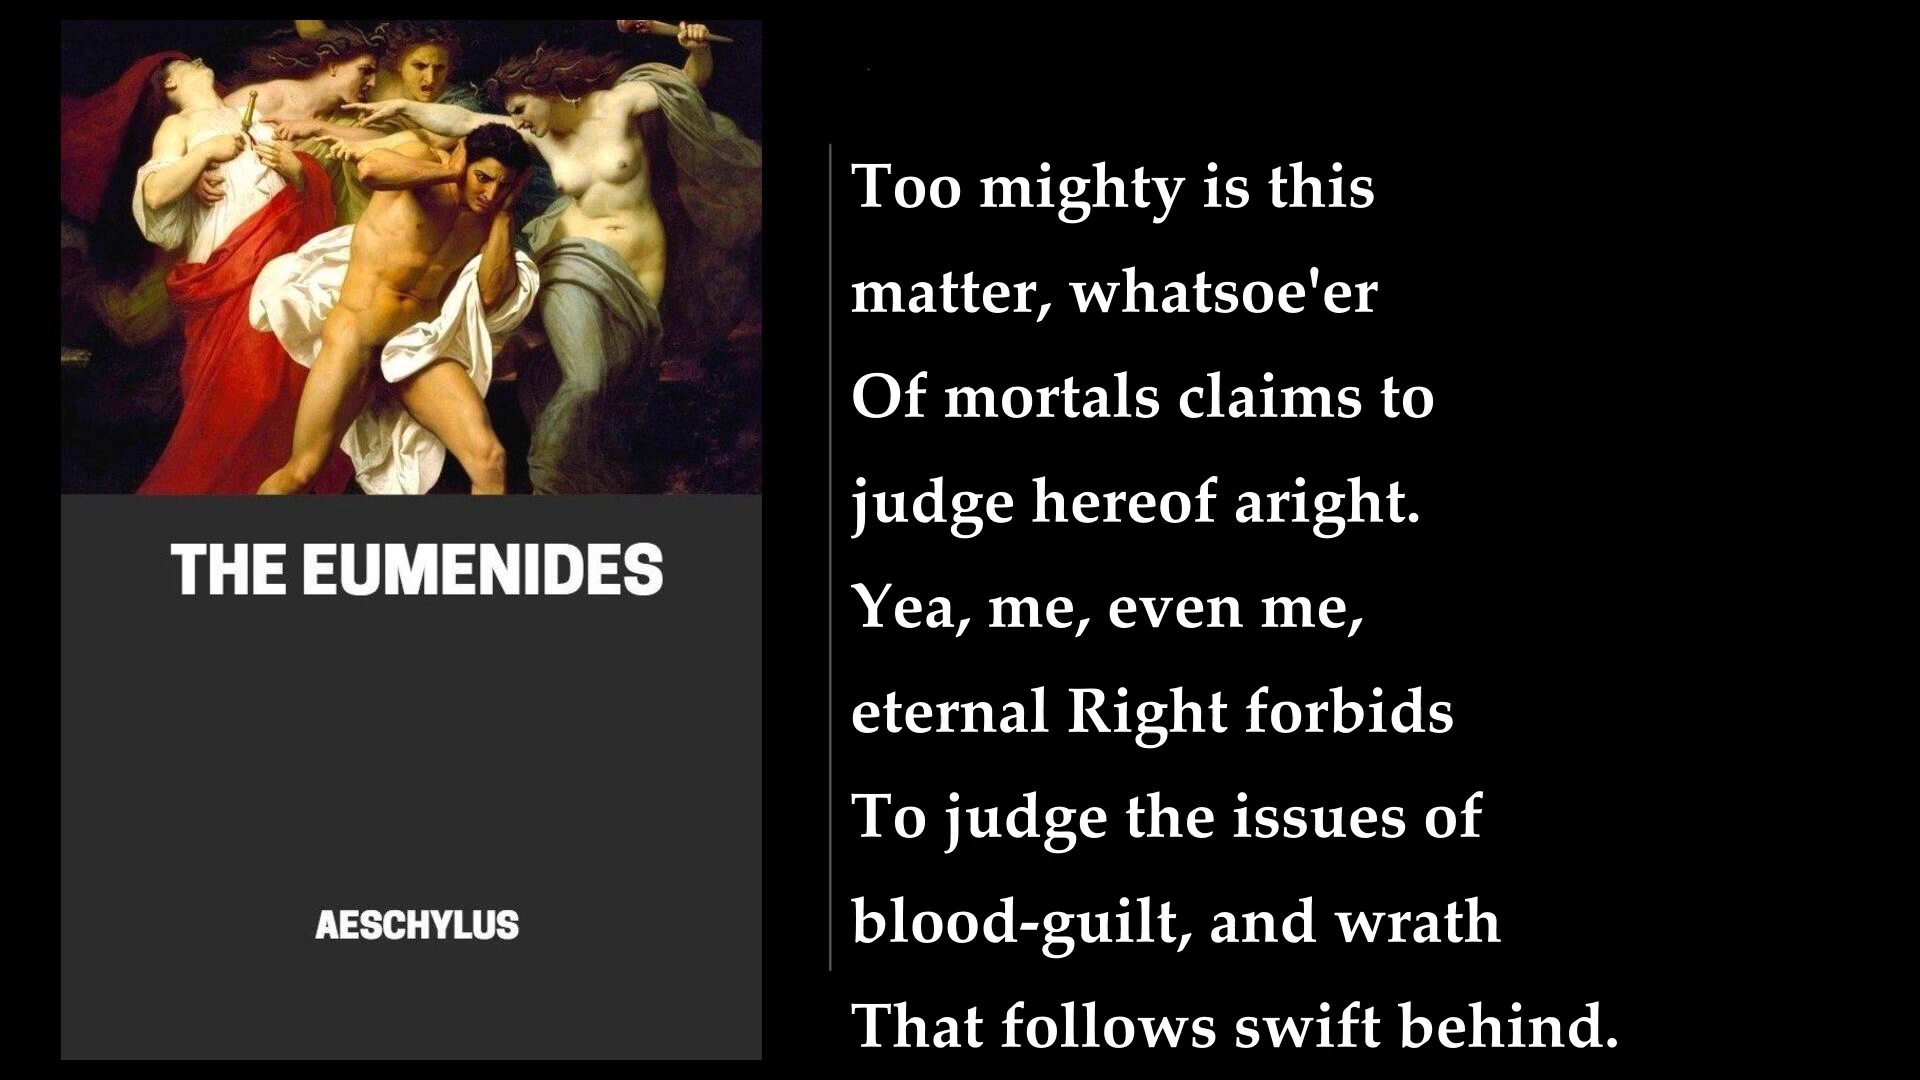 THE EUMENIDES
AESCHYLUS
Too mighty is this
matter, whatsoe'er
Of mortals claims to
judge hereof aright.
Yea, me, even me,
eternal Right forbids
To judge the issues of
blood-guilt, and wrath
That follows swift behind.